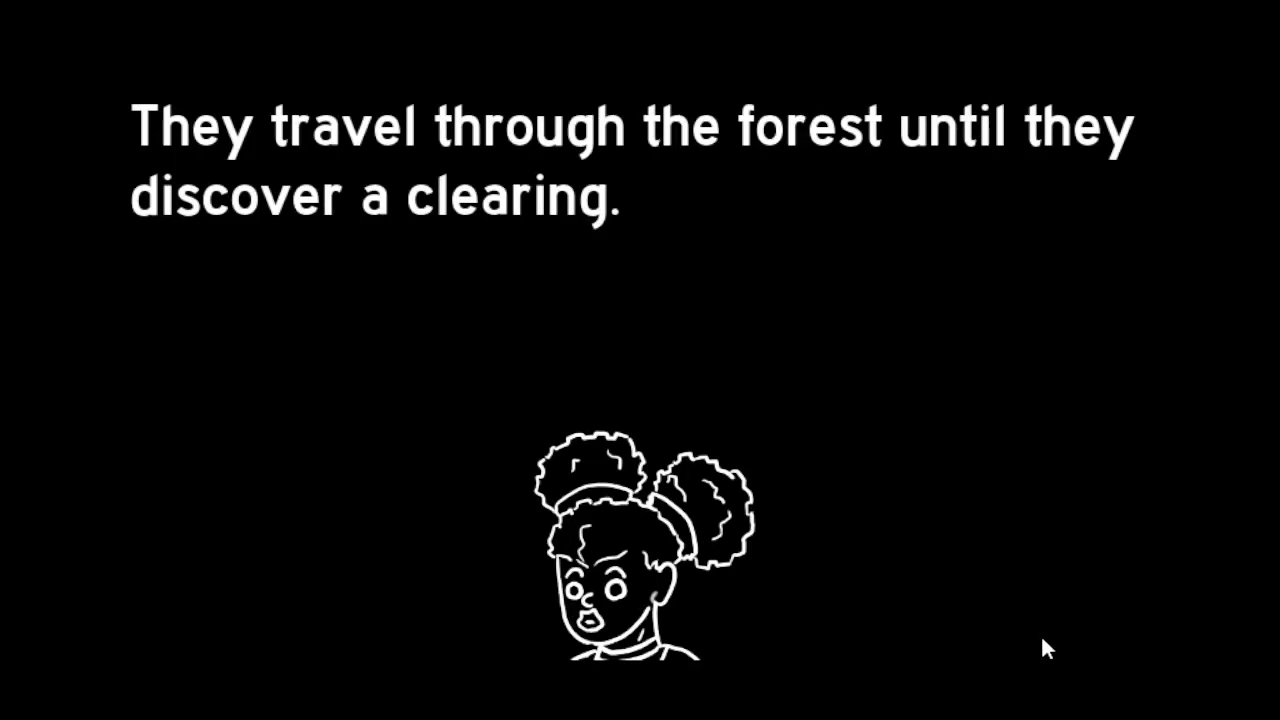 They travel through the forest until they
discover a clearing.